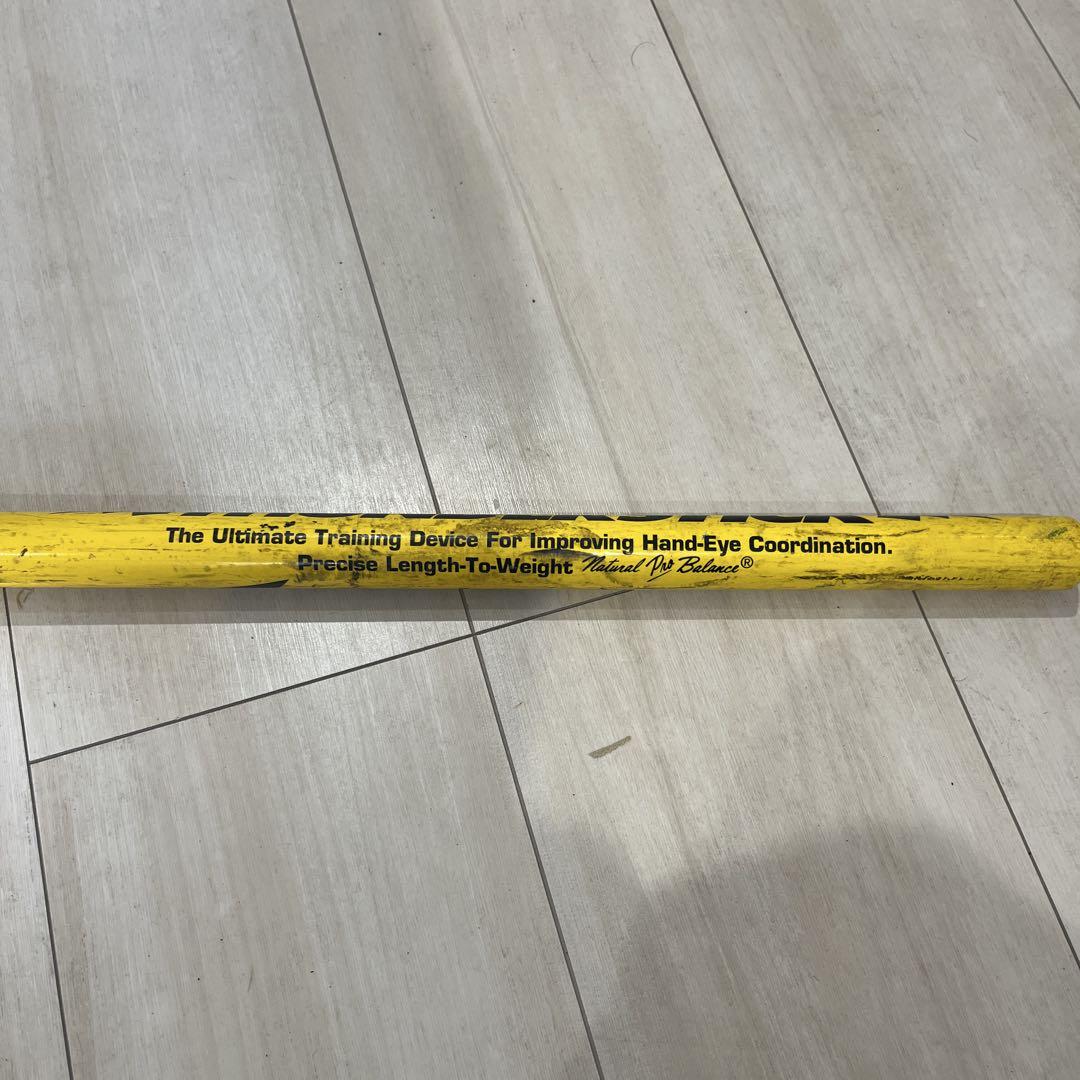 The Ultimate Training Device For Improving Hand-Eye Coordination.
Precise Length-To-Weight Natural Pro Balance®